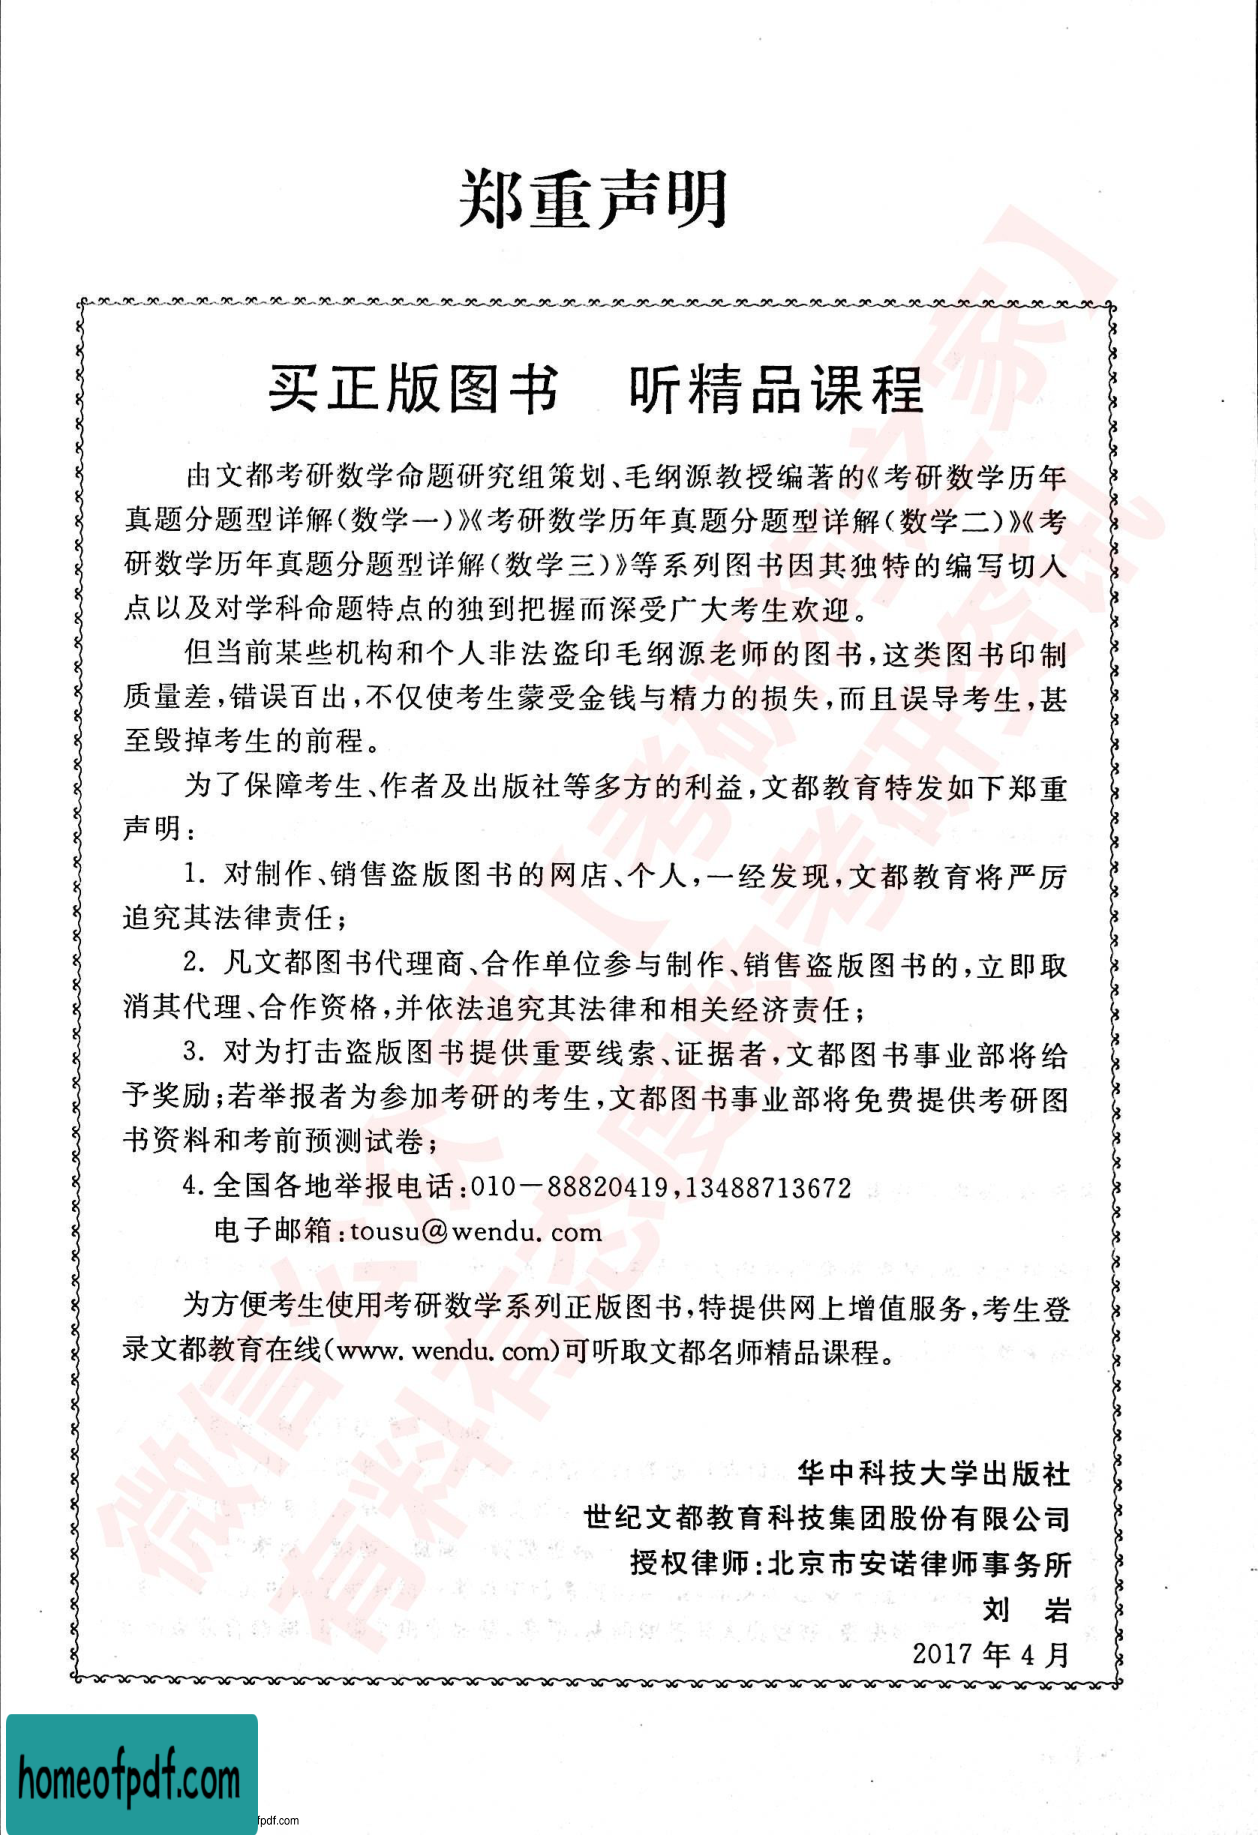 郑重声明
买正版图书　听精品课程
由文都考研数学命题研究组策划、毛纲源教授编著的《考研数学历年
真题分题型详解(数学一)》《考研数学历年真题分题型详解(数学二)》《考
研数学历年真题分题型详解(数学三)》等系列图书因其独特的编写切入
点以及对学科命题特点的独到把握而深受广大考生欢迎。
但当前某些机构和个人非法盗印毛纲源老师的图书,这类图书印制
质量差,错误百出,不仅使考生蒙受金钱与精力的损失,而且误导考生,甚
至毁掉考生的前程。
为了保障考生、作者及出版社等多方的利益,文都教育特发如下郑重
声明:
1. 对制作、销售盗版图书的网店、个人,一经发现,文都教育将严厉
追究其法律责任;
2. 凡文都图书代理商、合作单位参与制作、销售盗版图书的,立即取
消其代理、合作资格,并依法追究其法律和相关经济责任;
3. 对为打击盗版图书提供重要线索、证据者,文都图书事业部将给
予奖励;若举报者为参加考研的考生,文都图书事业部将免费提供考研图
书资料和考前预测试卷;
4. 全国各地举报电话:010－88820419,13488713672
电子邮箱:tousu@wendu. com
为方便考生使用考研数学系列正版图书,特提供网上增值服务,考生登
录文都教育在线(www. wendu. com)可听取文都名师精品课程。
华中科技大学出版社
世纪文都教育科技集团股份有限公司
授权律师:北京市安诺律师事务所
刘　岩
2017 年 4 月
微信公众号【考研狗之家】
有料有态度的考研资讯
homeofpdf.com
fpdf.com